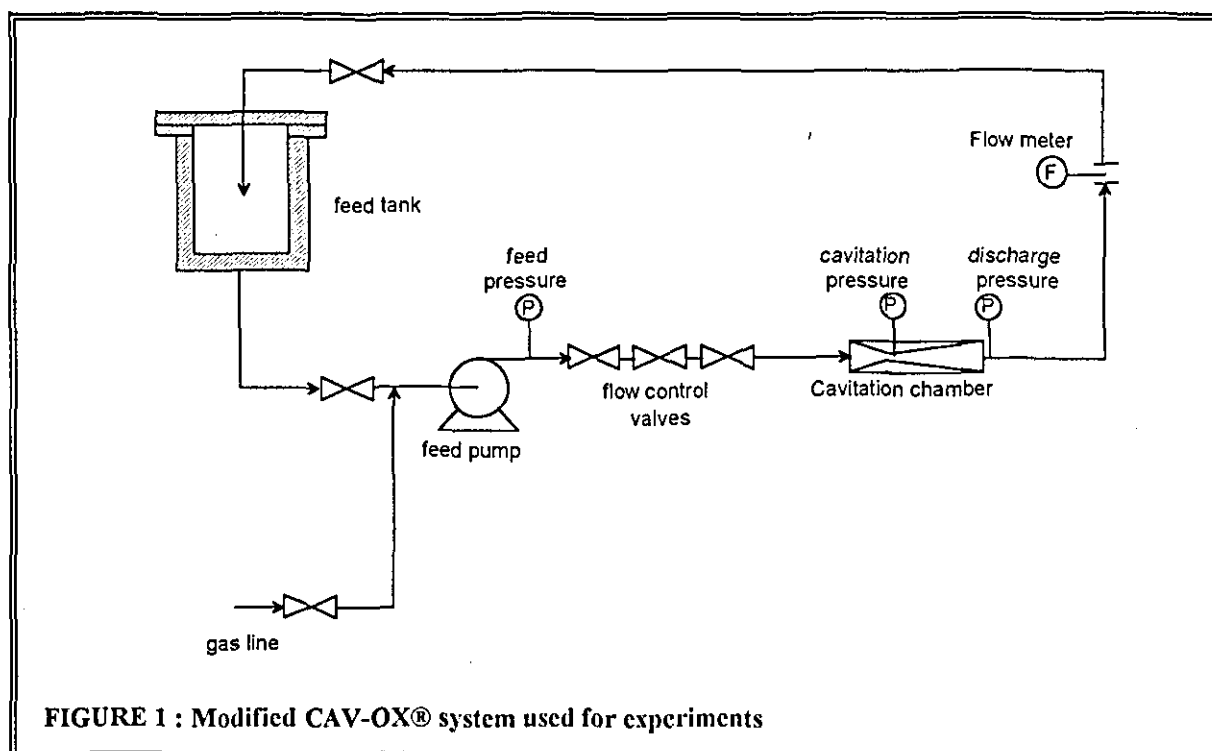 Flow meter
F
feed tank
feed
pressure
P
cavitation
pressure
P
discharge
pressure
P
flow control
valves
Cavitation chamber
feed pump
gas line
FIGURE 1 : Modified CAV-OX® system used for experiments